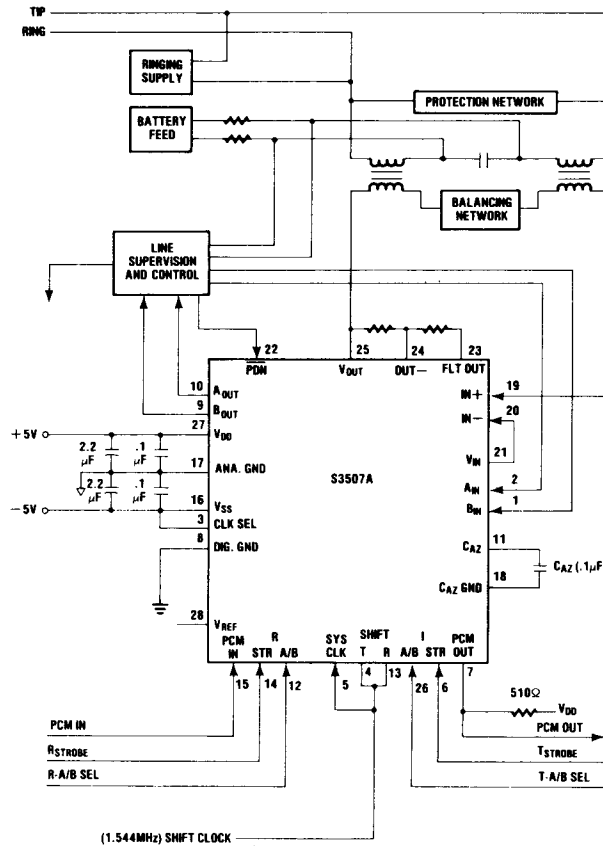 TIP
RING
RINGING
SUPPLY
PROTECTION NETWORK
BATTERY
FEED
BALANCING
NETWORK
LINE
SUPERVISION
AND CONTROL
22
25
24
23
PDN
VOUT
OUT−
FLT OUT
10
AOUT
9
BOUT
IN+
19
IN−
20
VIN
21
+5V
27
VDD
2.2
µF
.1
µF
17
ANA. GND
S3507A
AIN
2
BIN
1
2.2
µF
.1
µF
−5V
16
VSS
3
CLK SEL
8
DIG. GND
CAZ
11
CAZ (.1µF
CAZ GND
18
28
VREF
PCM
IN
R
STR A/B
SYS
CLK
SHIFT
T R
I
A/B STR
PCM
OUT
15
14
12
5
4
13
26
6
7
510Ω
VDD
PCM IN
PCM OUT
RSTROBE
TSTROBE
R-A/B SEL
T-A/B SEL
(1.544MHz) SHIFT CLOCK